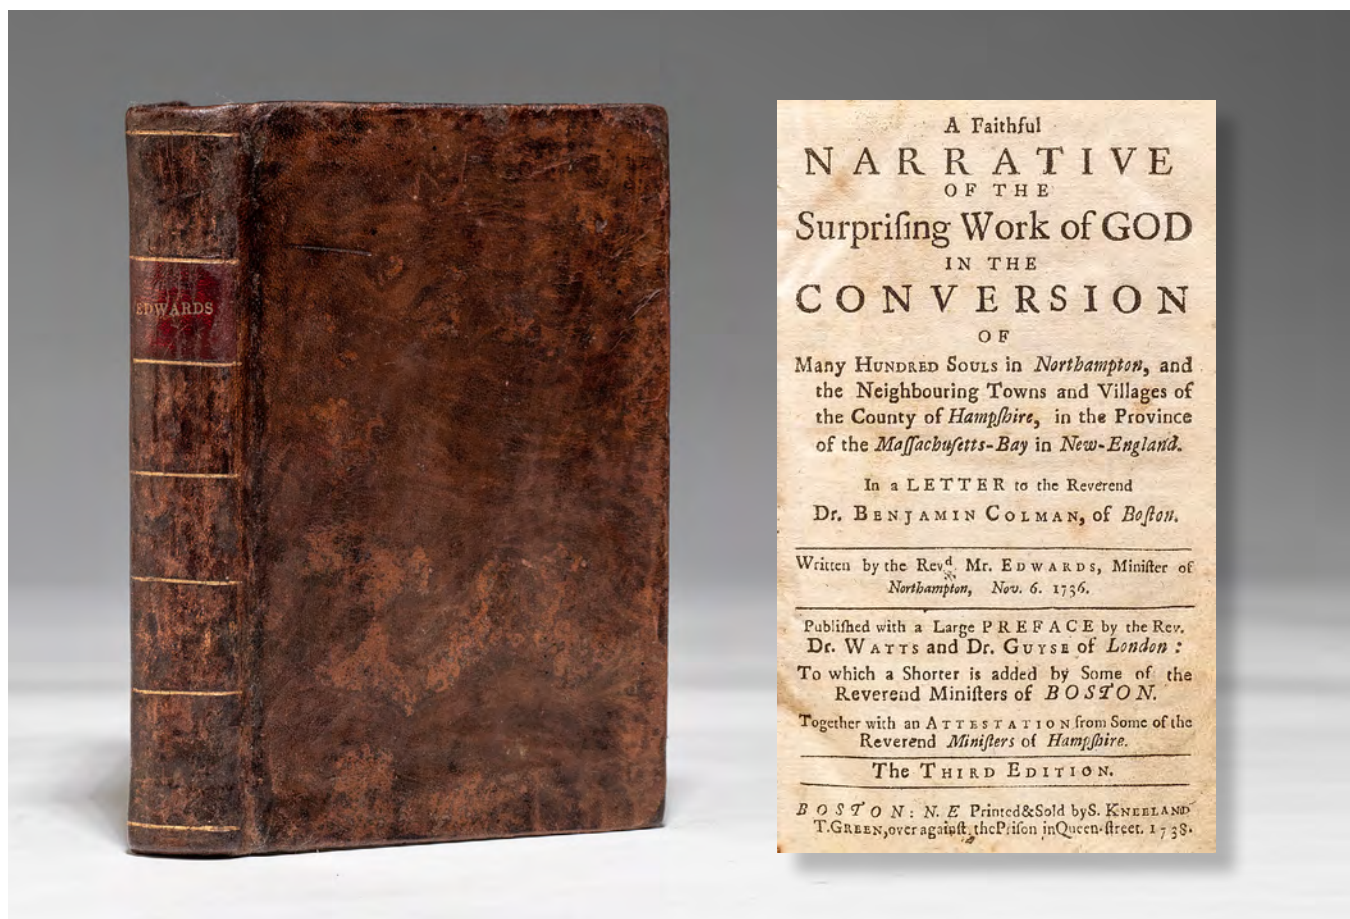 EDWARDS
A Faithful
NARRATIVE
OF THE
Surpriſing Work of GOD
IN THE
CONVERSION
OF
Many HUNDRED SOULS in Northampton, and
the Neighbouring Towns and Villages of
the County of Hampſhire, in the Province
of the Maſſachuſetts-Bay in New-England.
In a LETTER to the Reverend
Dr. BENJAMIN COLMAN, of Boſton.
Written by the Rev.d Mr. EDWARDS, Miniſter of
Northampton, Nov. 6. 1736.
Publiſhed with a Large PREFACE by the Rev.
Dr. WATTS and Dr. GUYSE of London :
To which a Shorter is added by Some of the
Reverend Miniſters of BOSTON.
Together with an ATTESTATION from Some of the
Reverend Miniſters of Hampſhire.
The THIRD EDITION.
BOSTON: N.E Printed&Sold by S. KNEELAND
T.GREEN, over againſt the Priſon in Queen-ſtreet. 1738.